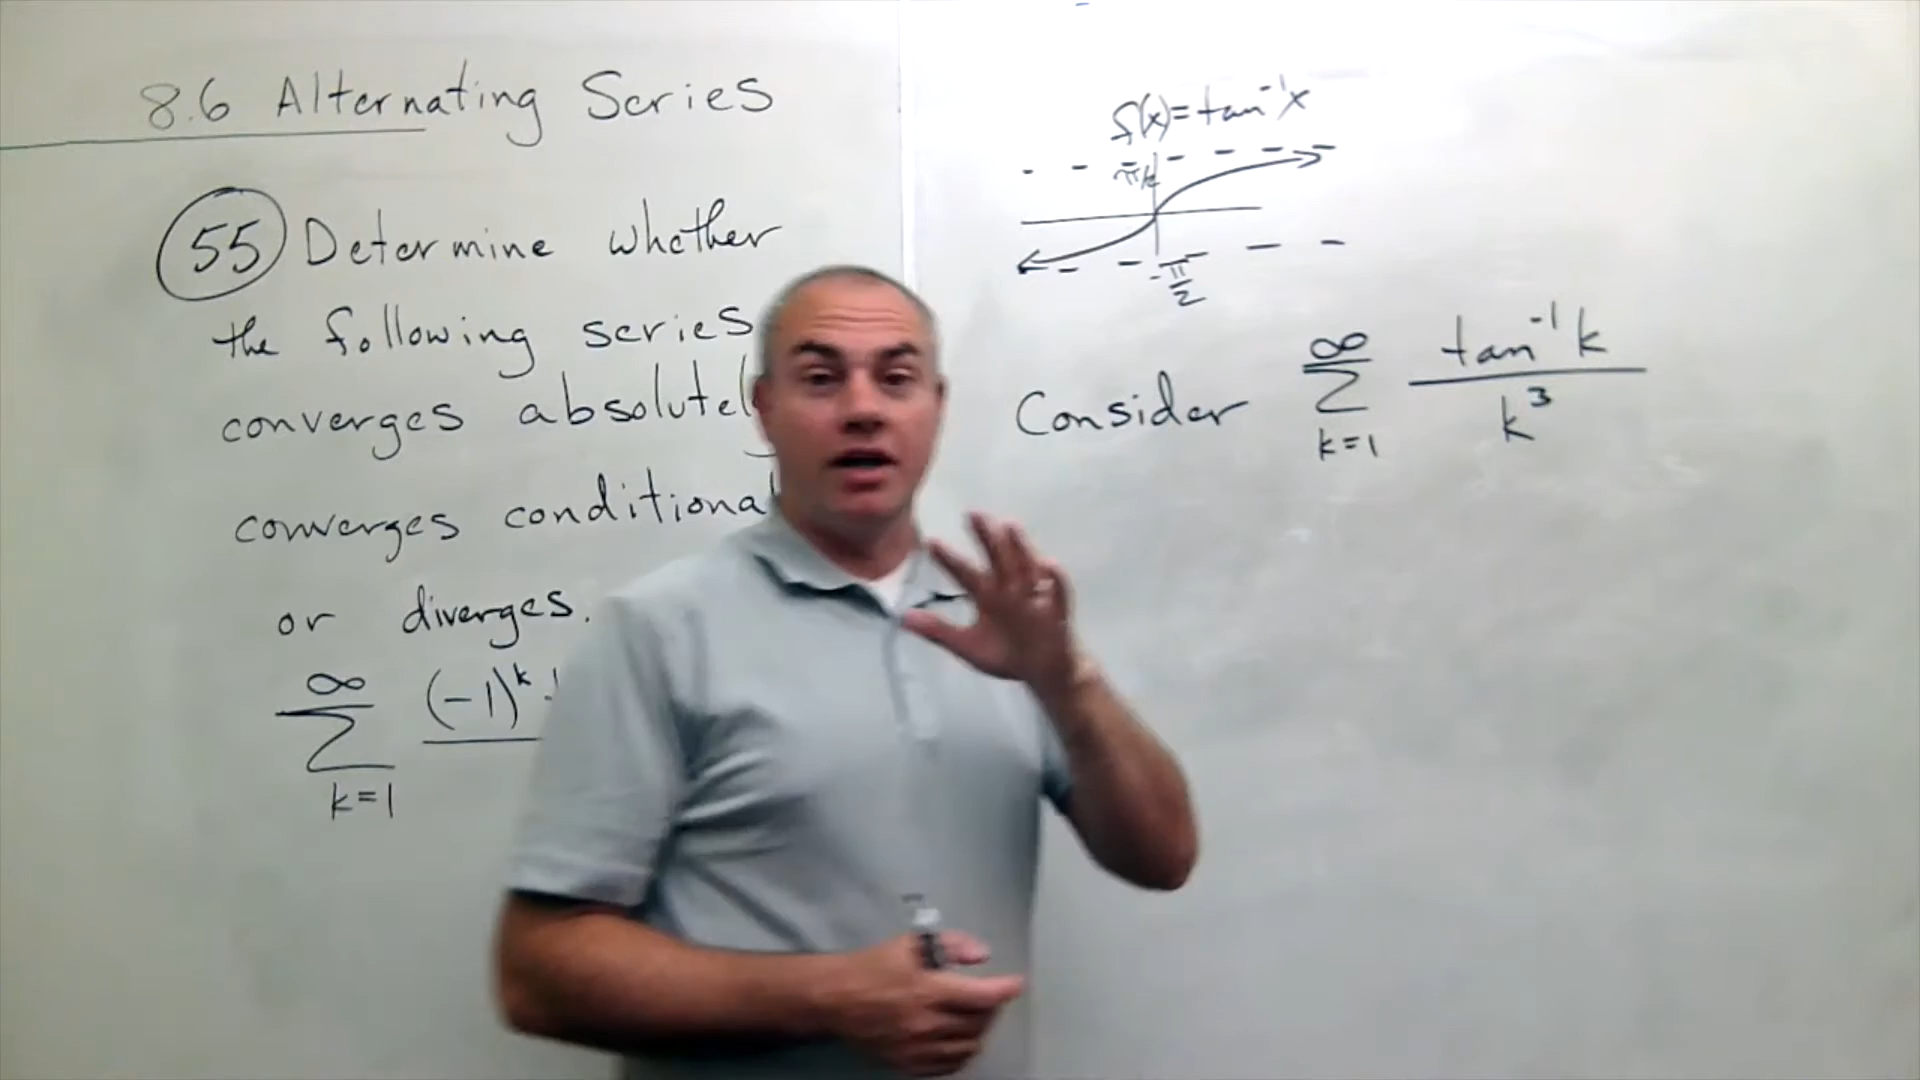 8.6 Alternating Series
55 Determine whether
the following series
converges absolutel
converges conditional
or diverges.
∞
Σ (-1)^k
k=1
f(x)=tan⁻¹x
π/2
-π/2
Consider ∞ Σ k=1 tan⁻¹k / k³